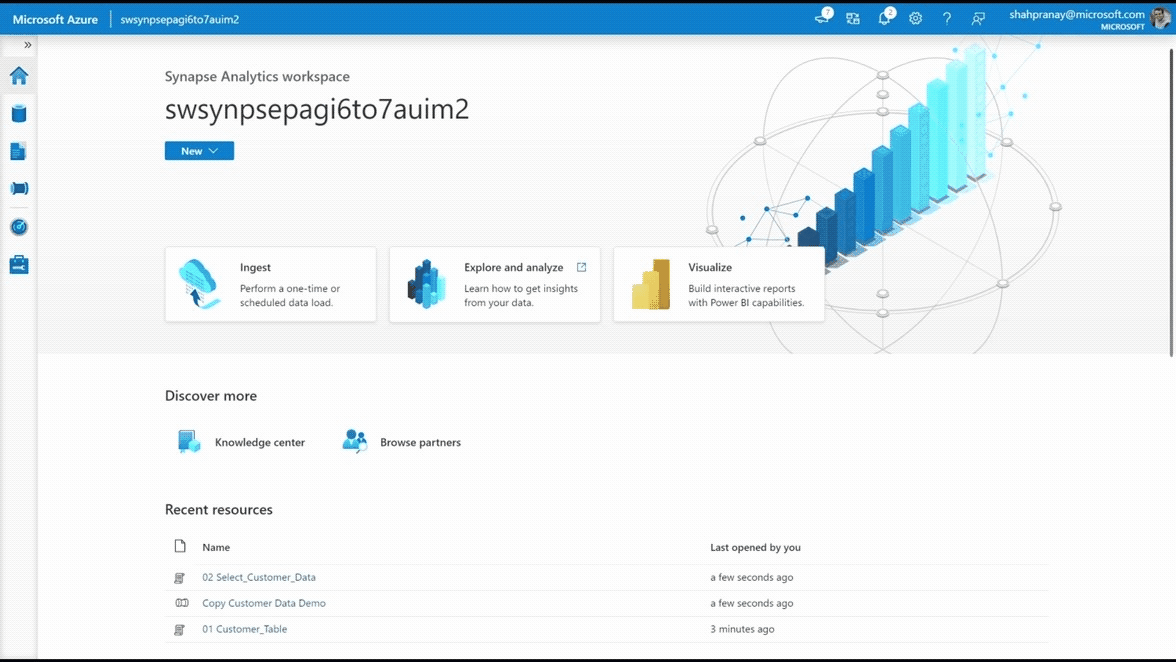 Microsoft Azure
swsynpsepagi6to7auim2
7
2
shahpranay@microsoft.com
MICROSOFT
Synapse Analytics workspace
swsynpsepagi6to7auim2
New
Ingest
Perform a one-time or
scheduled data load.
Explore and analyze
Learn how to get insights
from your data.
Visualize
Build interactive reports
with Power BI capabilities.
Discover more
Knowledge center
Browse partners
Recent resources
Name
Last opened by you
02 Select_Customer_Data
a few seconds ago
Copy Customer Data Demo
a few seconds ago
01 Customer_Table
3 minutes ago